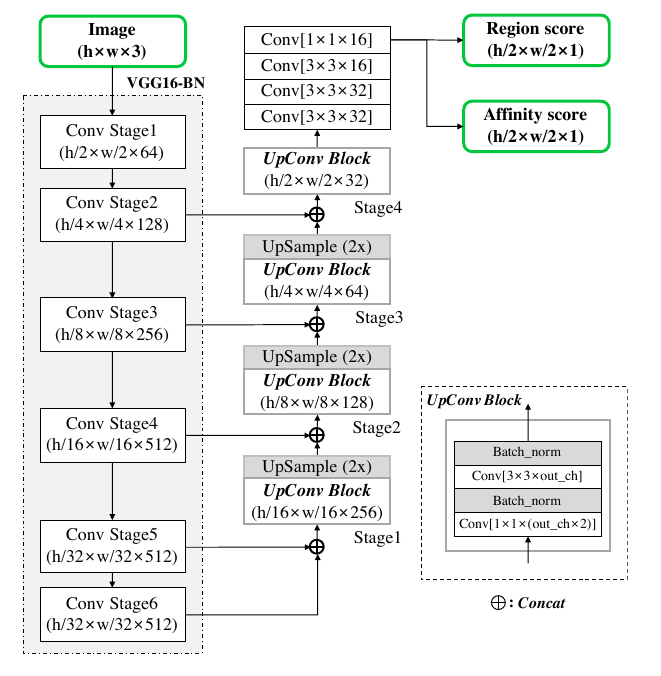 Image
(h×w×3)
VGG16-BN
Conv Stage1
(h/2×w/2×64)
Conv Stage2
(h/4×w/4×128)
Conv Stage3
(h/8×w/8×256)
Conv Stage4
(h/16×w/16×512)
Conv Stage5
(h/32×w/32×512)
Conv Stage6
(h/32×w/32×512)
Conv[1×1×16]
Conv[3×3×16]
Conv[3×3×32]
Conv[3×3×32]
UpConv Block
(h/2×w/2×32)
Stage4
UpSample (2x)
UpConv Block
(h/4×w/4×64)
Stage3
UpSample (2x)
UpConv Block
(h/8×w/8×128)
Stage2
UpSample (2x)
UpConv Block
(h/16×w/16×256)
Stage1
Region score
(h/2×w/2×1)
Affinity score
(h/2×w/2×1)
UpConv Block
Batch_norm
Conv[3×3×out_ch]
Batch_norm
Conv[1×1×(out_ch×2)]
⊕ : Concat